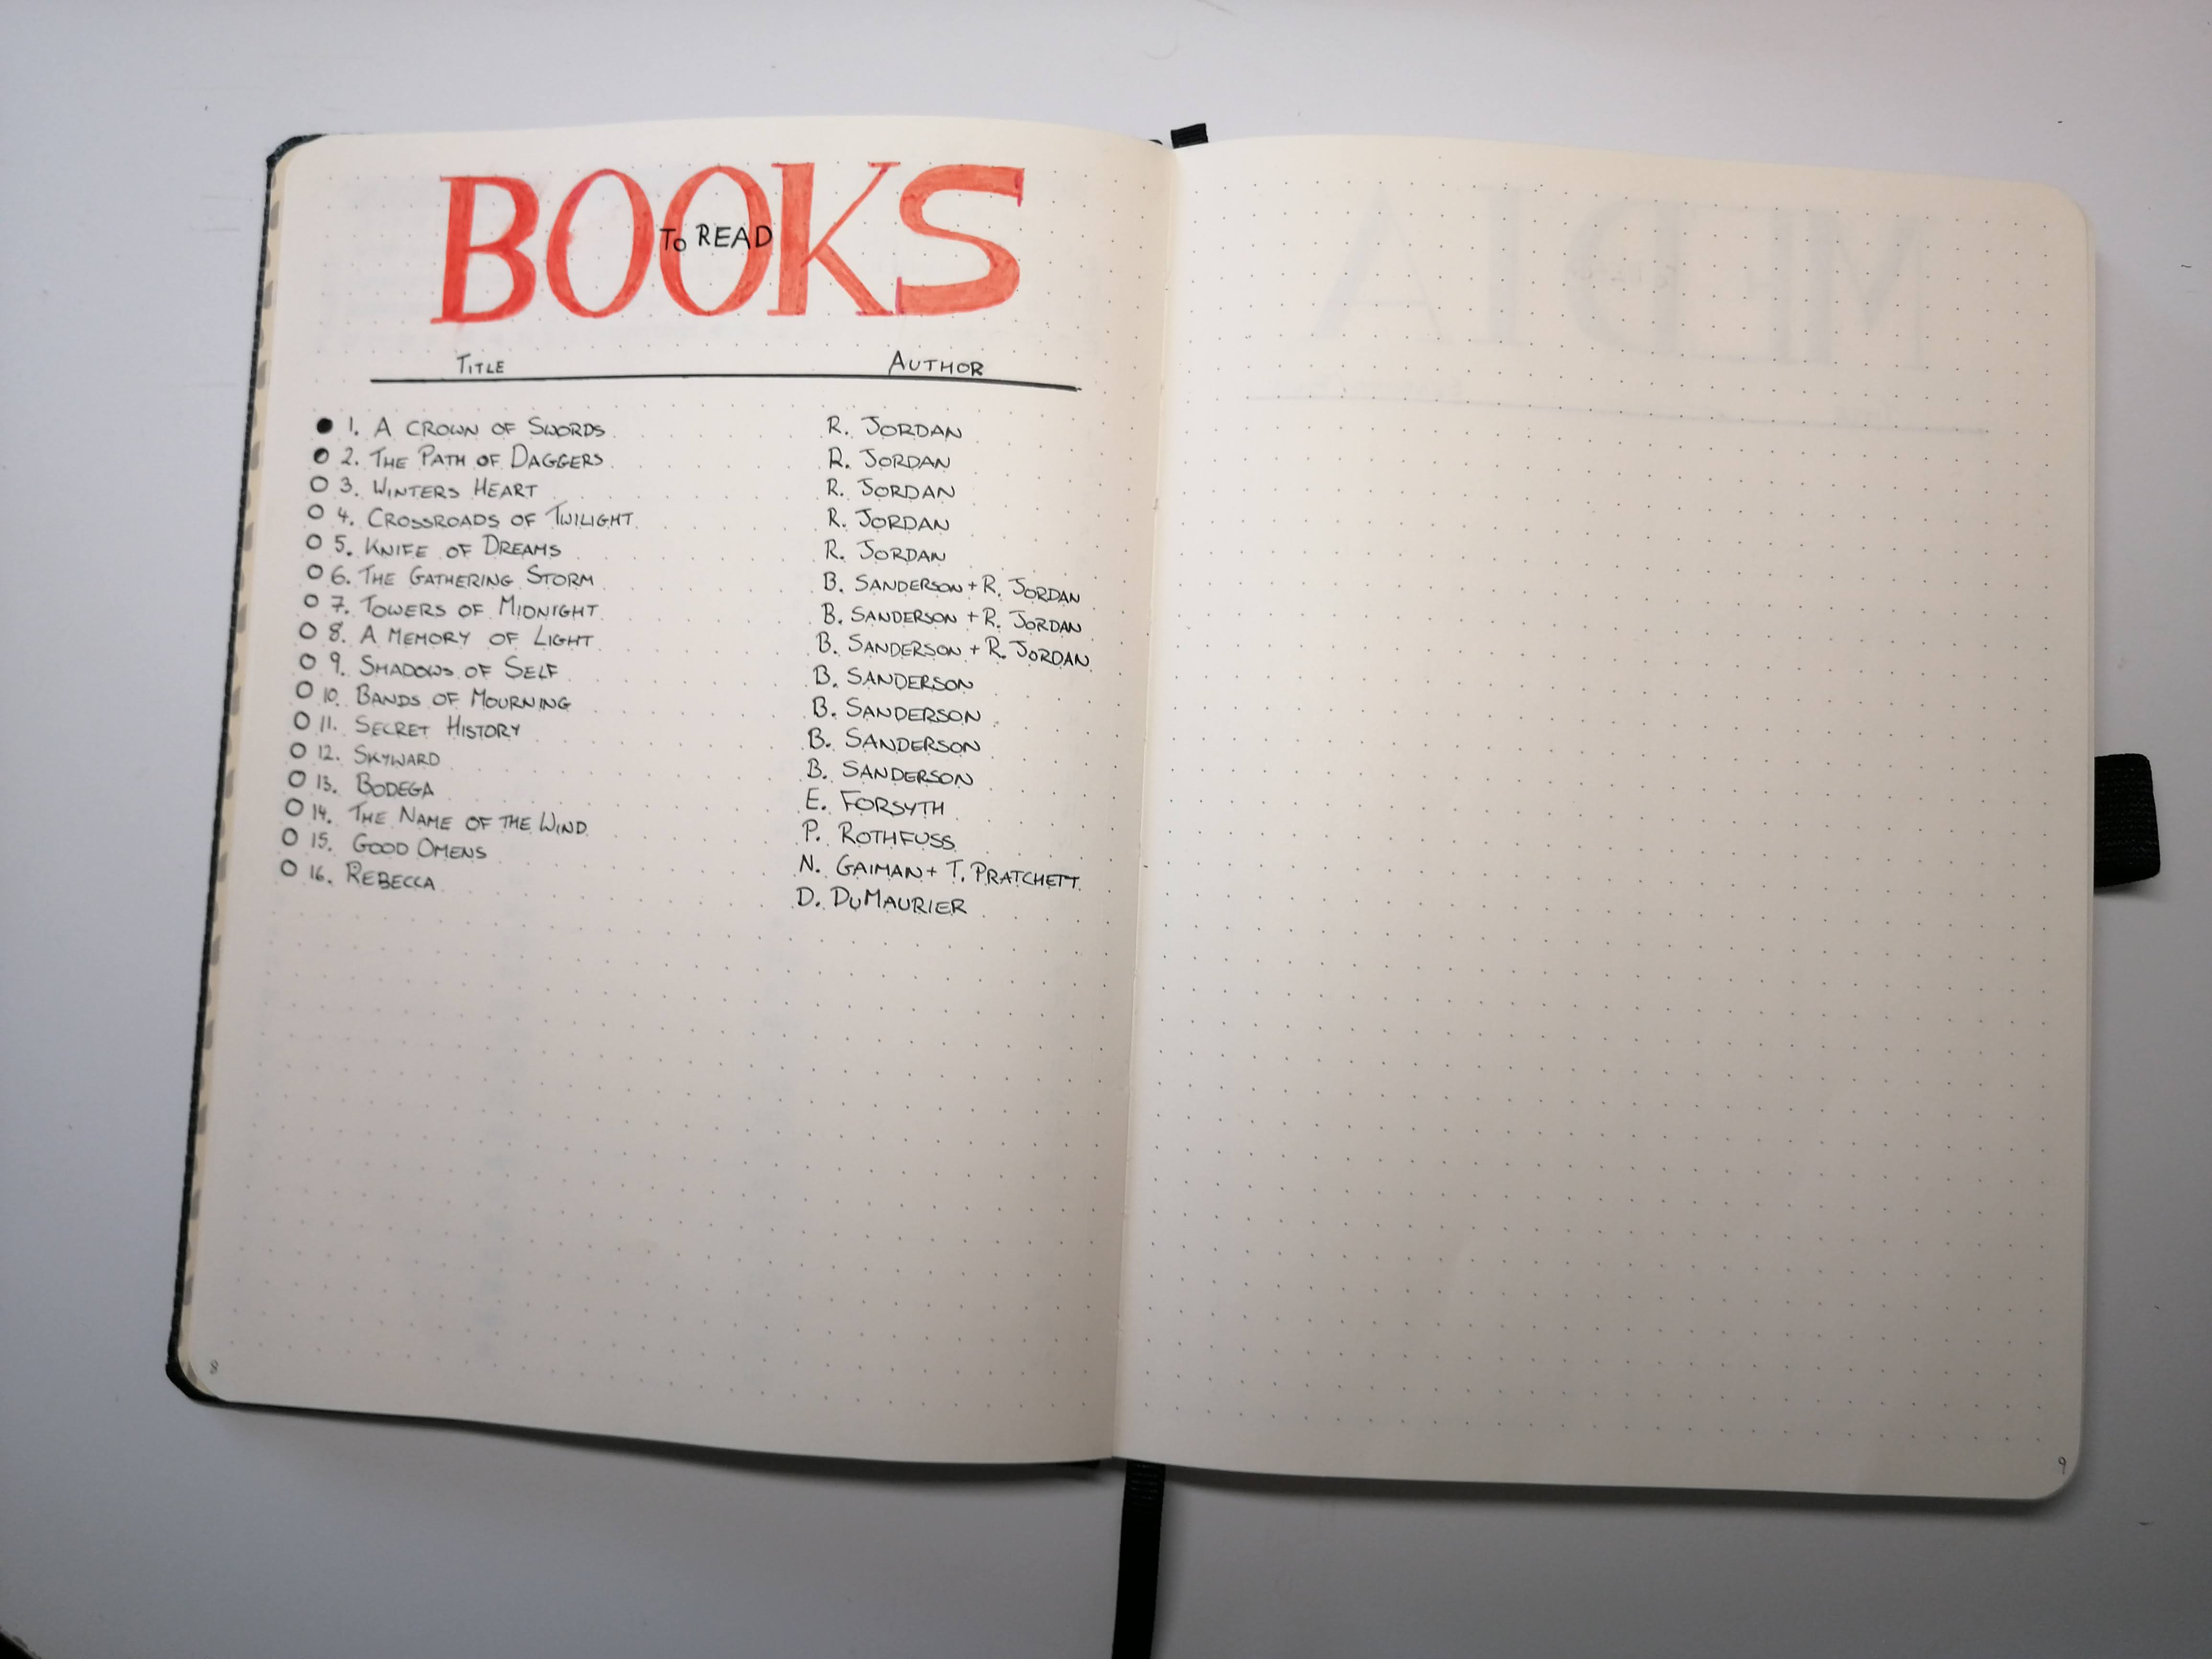 BOOKS
TO READ
TITLE AUTHOR
1. A CROWN OF SWORDS R. JORDAN
2. THE PATH OF DAGGERS R. JORDAN
3. WINTERS HEART R. JORDAN
4. CROSSROADS OF TWILIGHT R. JORDAN
5. KNIFE OF DREAMS R. JORDAN
6. THE GATHERING STORM B. SANDERSON + R. JORDAN
7. TOWERS OF MIDNIGHT B. SANDERSON + R. JORDAN
8. A MEMORY OF LIGHT B. SANDERSON + R. JORDAN
9. SHADOWS OF SELF B. SANDERSON
10. BANDS OF MOURNING B. SANDERSON
11. SECRET HISTORY B. SANDERSON
12. SKYWARD B. SANDERSON
13. BODEGA E. FORSYTH
14. THE NAME OF THE WIND P. ROTHFUSS
15. GOOD OMENS N. GAIMAN + T. PRATCHETT
16. REBECCA D. DUMAURIER
8
MEDIA
9